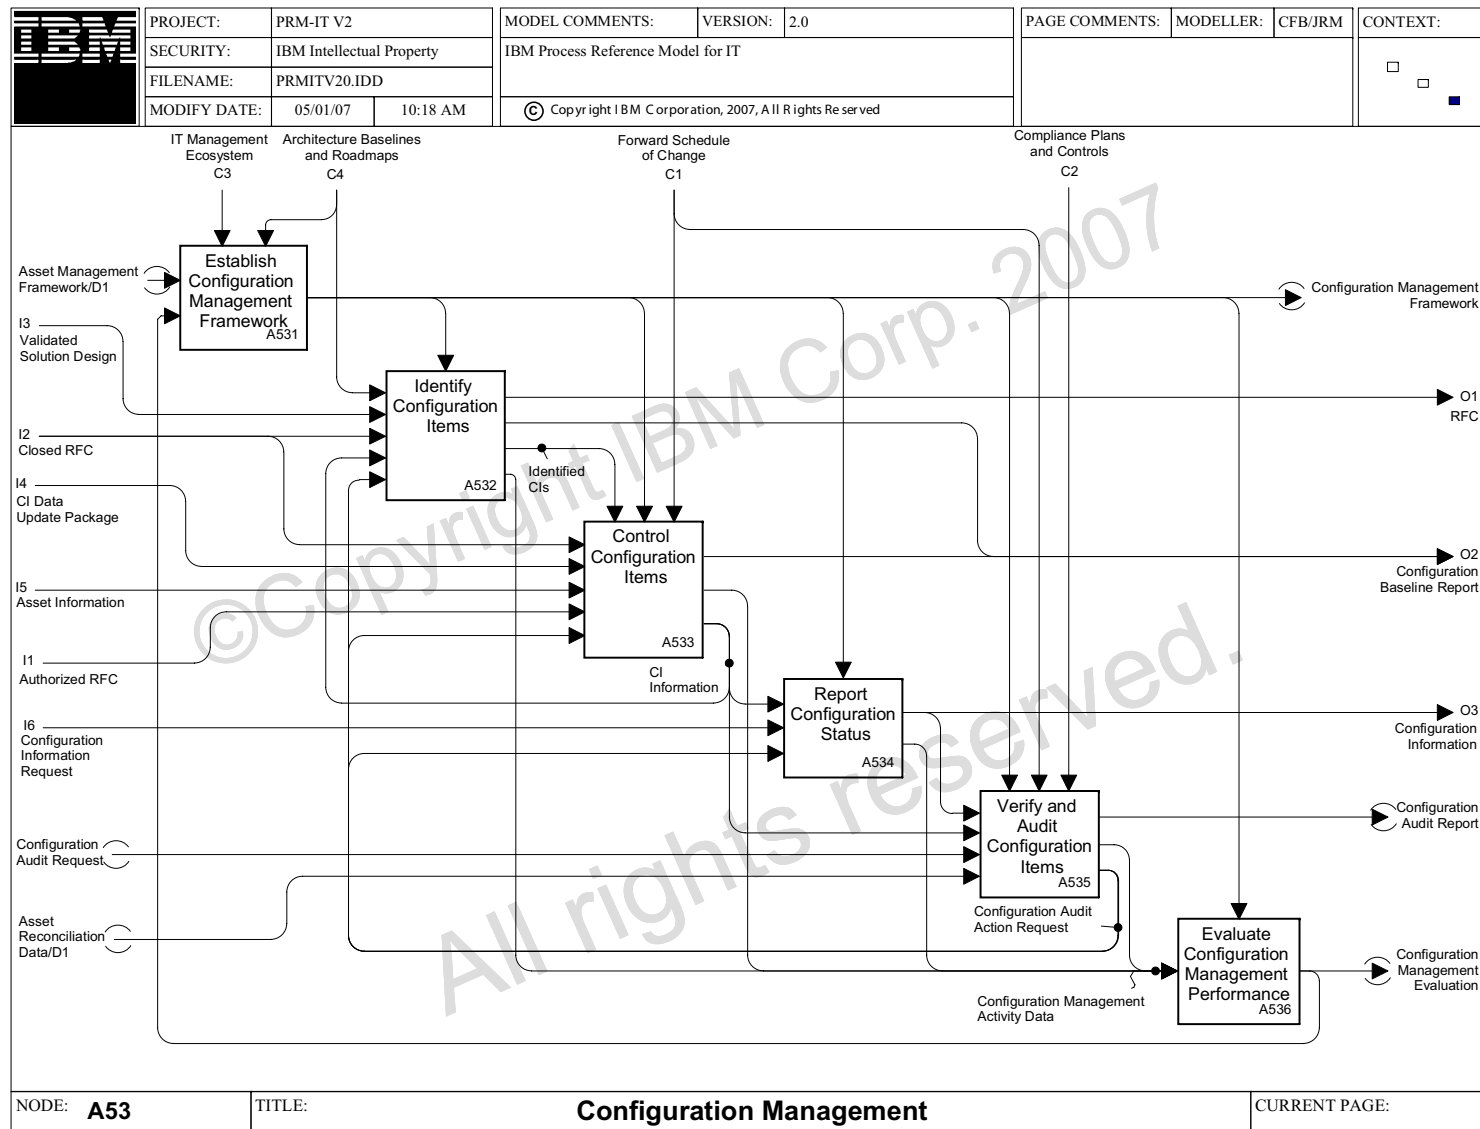 IBM
PROJECT: PRM-IT V2
MODEL COMMENTS: VERSION: 2.0
PAGE COMMENTS: MODELLER: CFB/JRM CONTEXT:
SECURITY: IBM Intellectual Property
IBM Process Reference Model for IT
FILENAME: PRMITV20.IDD
MODIFY DATE: 05/01/07 10:18 AM
© Copyright IBM Corporation, 2007, All Rights Reserved
IT Management
Ecosystem
C3
Architecture Baselines
and Roadmaps
C4
Forward Schedule
of Change
C1
Compliance Plans
and Controls
C2
Establish
Configuration
Management
Framework
A531
Asset Management
Framework/D1
Configuration Management
Framework
I3
Validated
Solution Design
Identify
Configuration
Items
A532
O1
RFC
I2
Closed RFC
Identified
CIs
I4
CI Data
Update Package
Control
Configuration
Items
A533
O2
Configuration
Baseline Report
I5
Asset Information
I1
Authorized RFC
CI
Information
Report
Configuration
Status
A534
O3
Configuration
Information
I6
Configuration
Information
Request
Verify and
Audit
Configuration
Items
A535
Configuration
Audit Report
Configuration
Audit Request
Configuration Audit
Action Request
Asset
Reconciliation
Data/D1
Evaluate
Configuration
Management
Performance
A536
Configuration
Management
Evaluation
Configuration Management
Activity Data
©Copyright IBM Corp. 2007
All rights reserved.
NODE: A53
TITLE: Configuration Management
CURRENT PAGE: